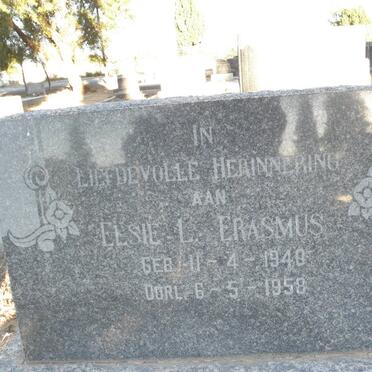 IN
LIEFDEVOLLE HERINNERING
AAN
ELSIE L. ERASMUS
GEB. 11 - 4 - 1940
OORL. 6 - 5 - 1958